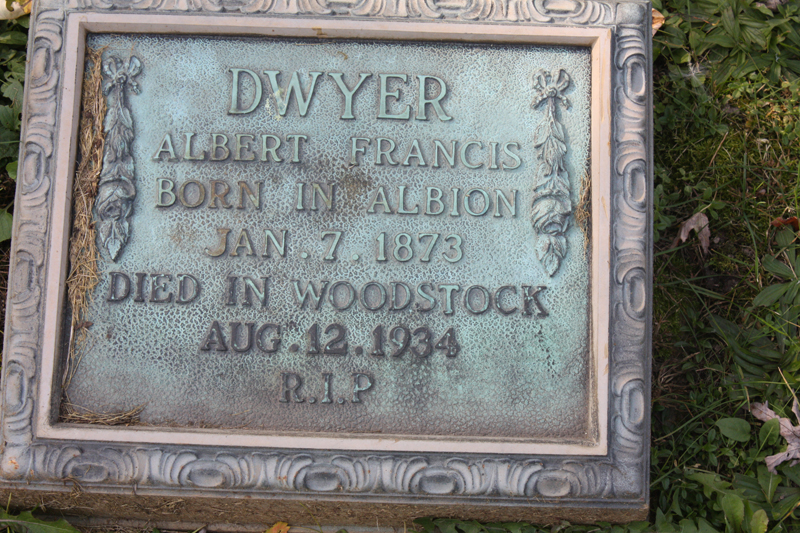 DWYER
ALBERT FRANCIS
BORN IN ALBION
JAN. 7. 1873
DIED IN WOODSTOCK
AUG. 12. 1934
R.I.P